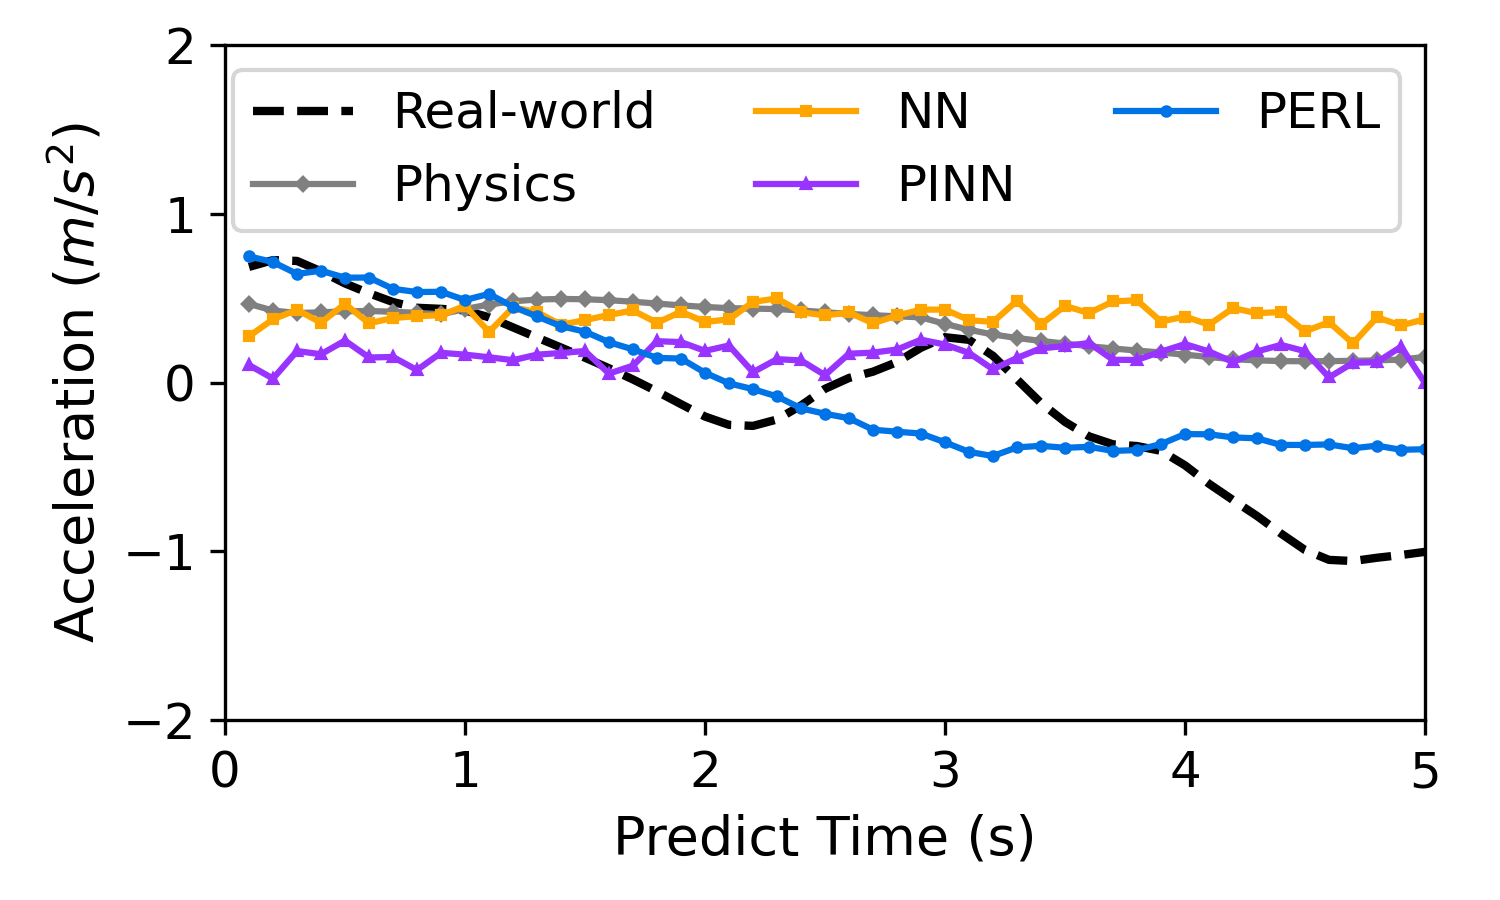 2
1
0
−1
−2
Acceleration (m/s²)
Real-world
Physics
NN
PINN
PERL
0 1 2 3 4 5
Predict Time (s)